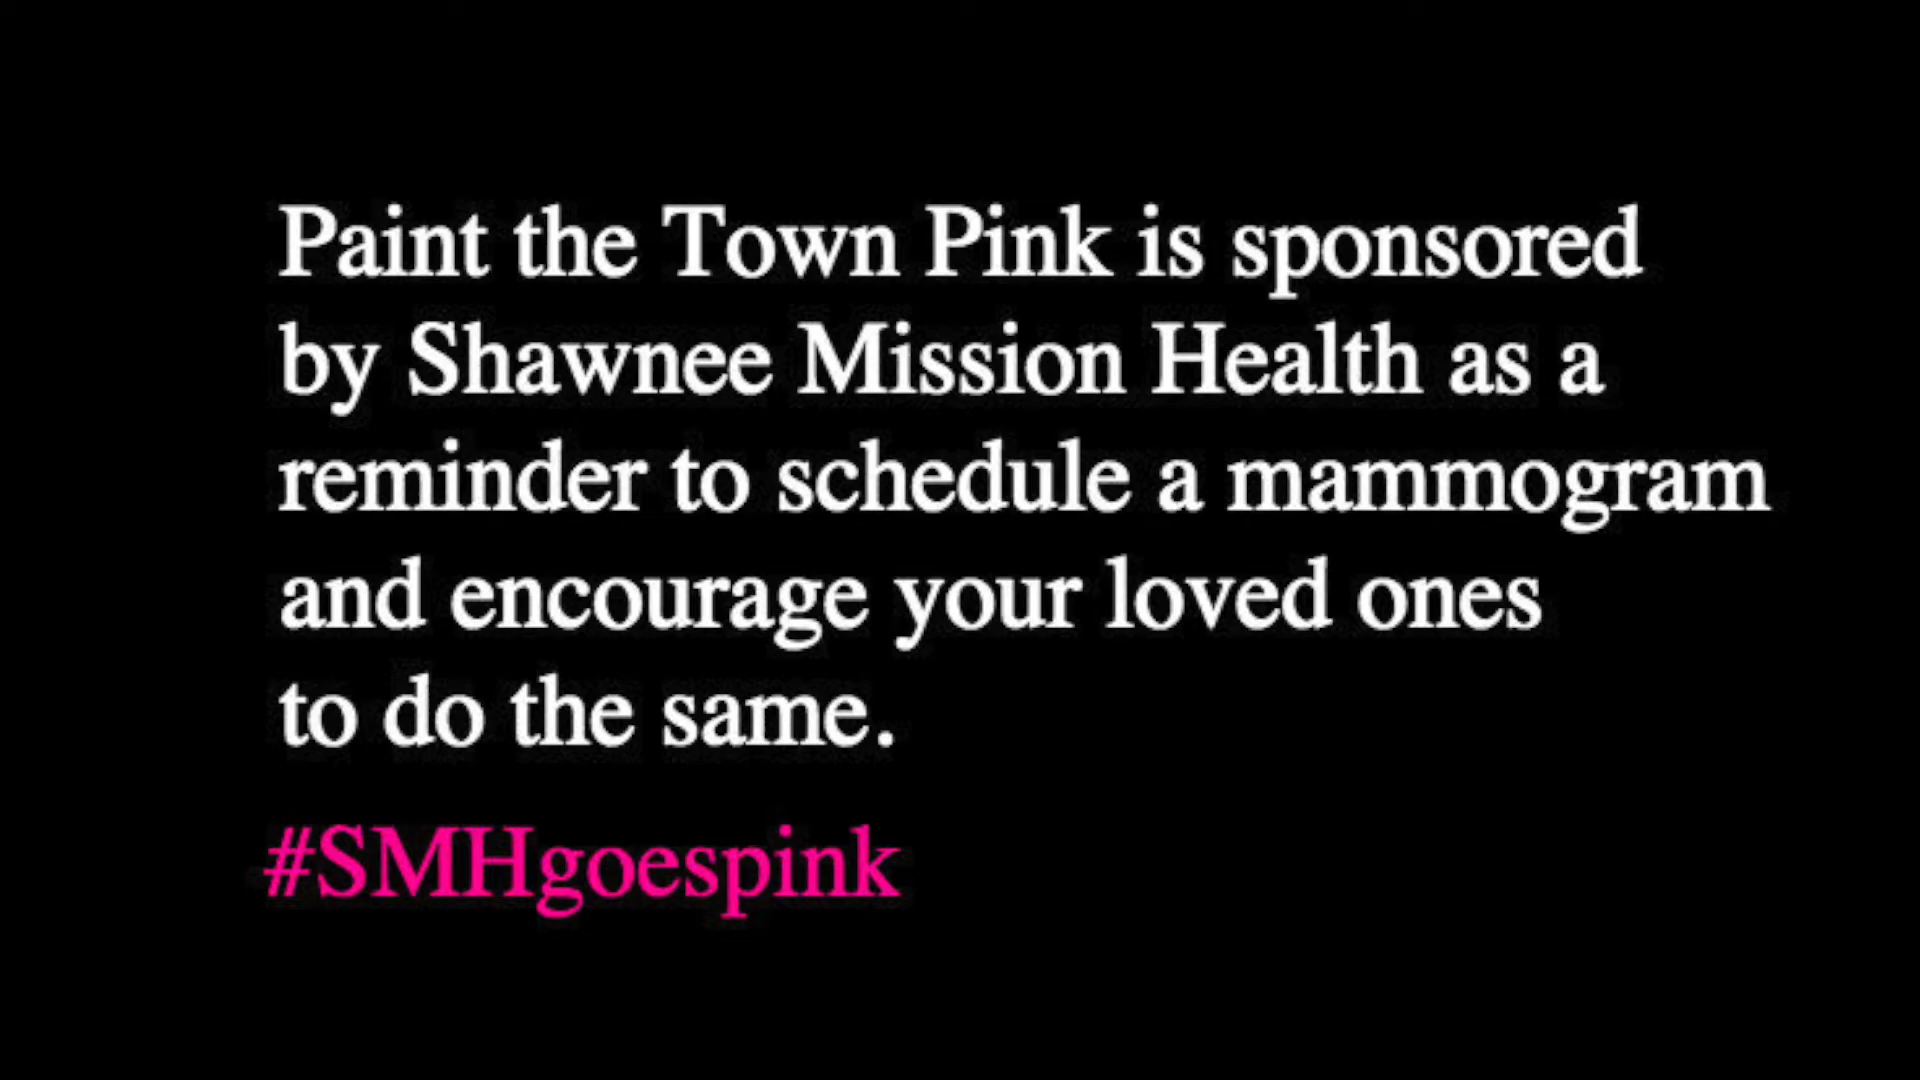 Paint the Town Pink is sponsored
by Shawnee Mission Health as a
reminder to schedule a mammogram
and encourage your loved ones
to do the same.
#SMHgoespink